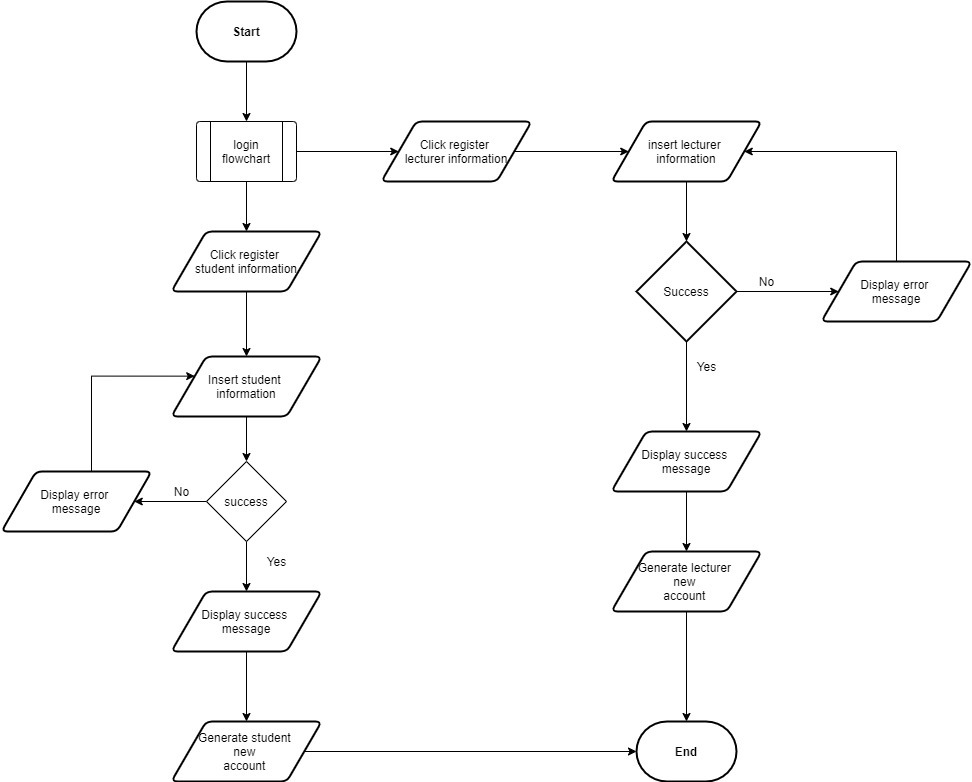 Start
login
flowchart
Click register
lecturer information
insert lecturer
information
Click register
student information
Success
No
Display error
message
Yes
Insert student
information
Display success
message
success
No
Display error
message
Yes
Generate lecturer
new
account
Display success
message
Generate student
new
account
End